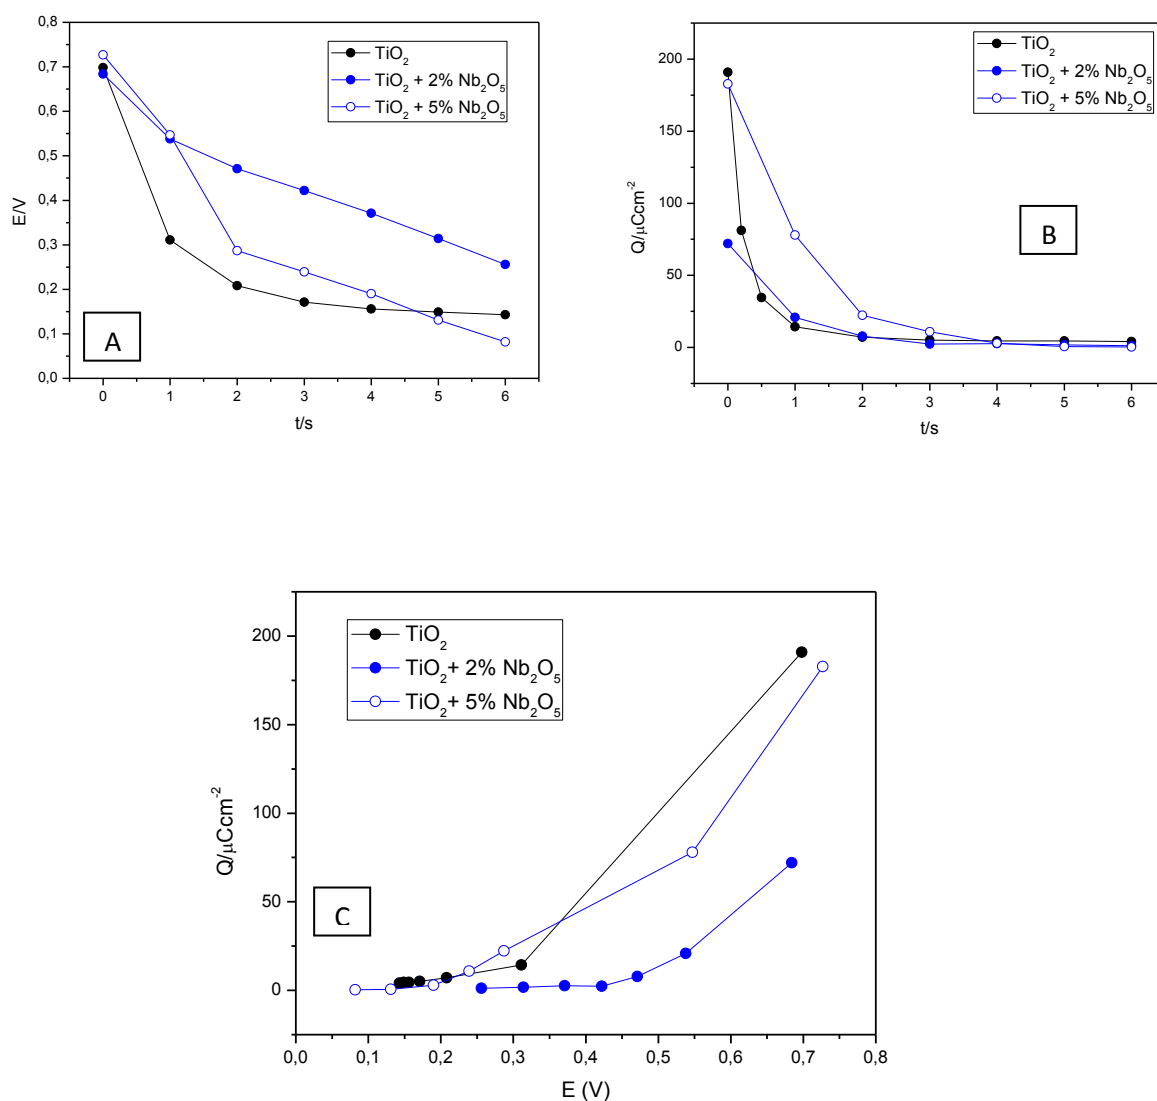 0,8
0,7
0,6
0,5
0,4
0,3
0,2
0,1
0,0
E/V
TiO2
TiO2 + 2% Nb2O5
TiO2 + 5% Nb2O5
A
0 1 2 3 4 5 6
t/s
200
150
100
50
0
Q/μCcm-2
TiO2
TiO2 + 2% Nb2O5
TiO2 + 5% Nb2O5
B
0 1 2 3 4 5 6
t/s
200
150
100
50
0
Q/μCcm-2
TiO2
TiO2+ 2% Nb2O5
TiO2+ 5% Nb2O5
C
0,0 0,1 0,2 0,3 0,4 0,5 0,6 0,7 0,8
E (V)